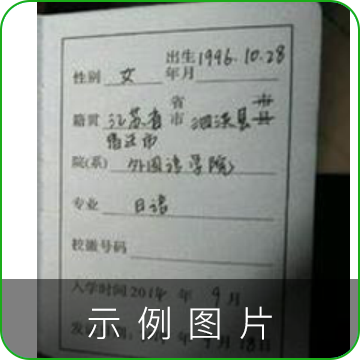 出生 1996.10.28
性别 女 年月
省 市
籍贯 江苏省 市 泗洪县 县
宿迁市
院(系) 外国语学院
专业 日语
校徽号码
入学时间 2014 年 9 月
示例图片